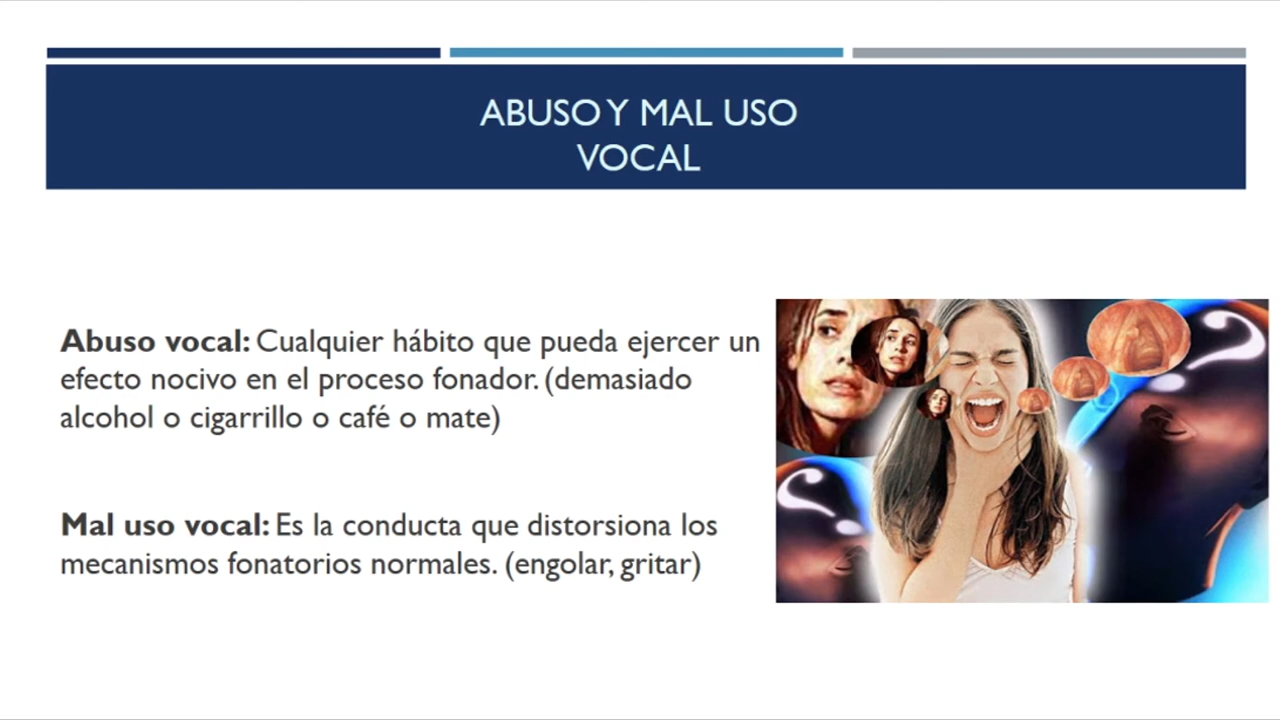 ABUSO Y MAL USO
VOCAL
Abuso vocal: Cualquier hábito que pueda ejercer un
efecto nocivo en el proceso fonador. (demasiado
alcohol o cigarrillo o café o mate)
Mal uso vocal: Es la conducta que distorsiona los
mecanismos fonatorios normales. (engolar, gritar)